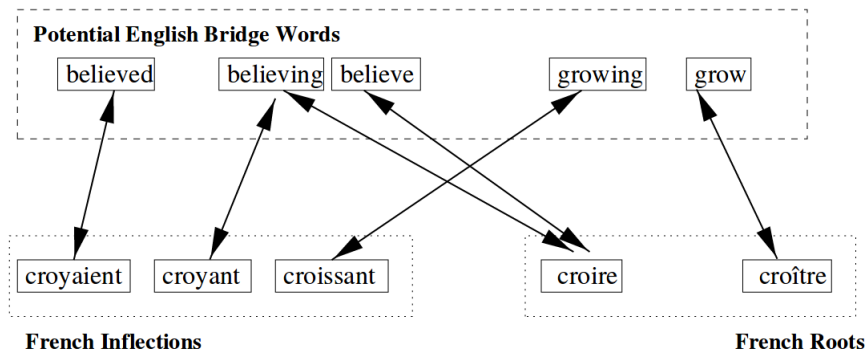 Potential English Bridge Words
believed believing believe growing grow
croyaient croyant croissant croire croître
French Inflections French Roots